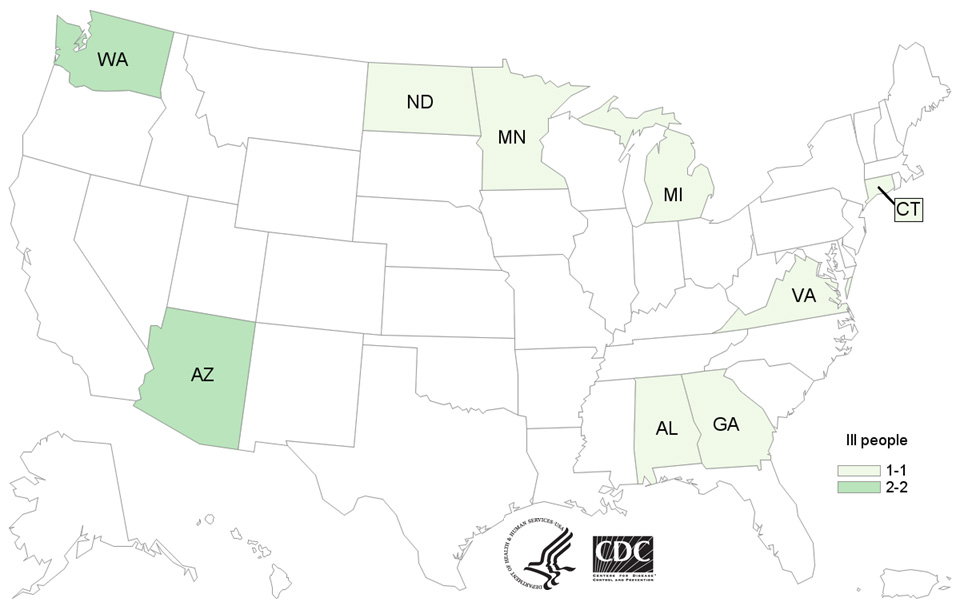 WA
ND
MN
MI
CT
VA
AZ
AL
GA
Ill people
1-1
2-2
DEPARTMENT OF HEALTH & HUMAN SERVICES • USA
CDC
CENTERS FOR DISEASE
CONTROL AND PREVENTION